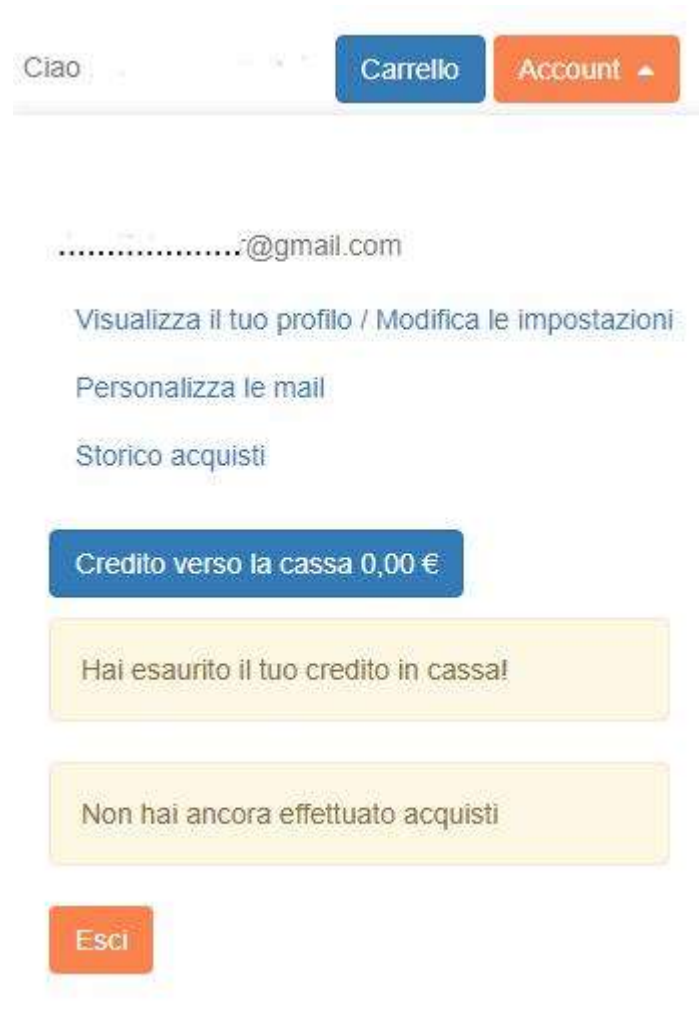 Ciao
Carrello
Account
...................@gmail.com
Visualizza il tuo profilo / Modifica le impostazioni
Personalizza le mail
Storico acquisti
Credito verso la cassa 0,00 €
Hai esaurito il tuo credito in cassa!
Non hai ancora effettuato acquisti
Esci